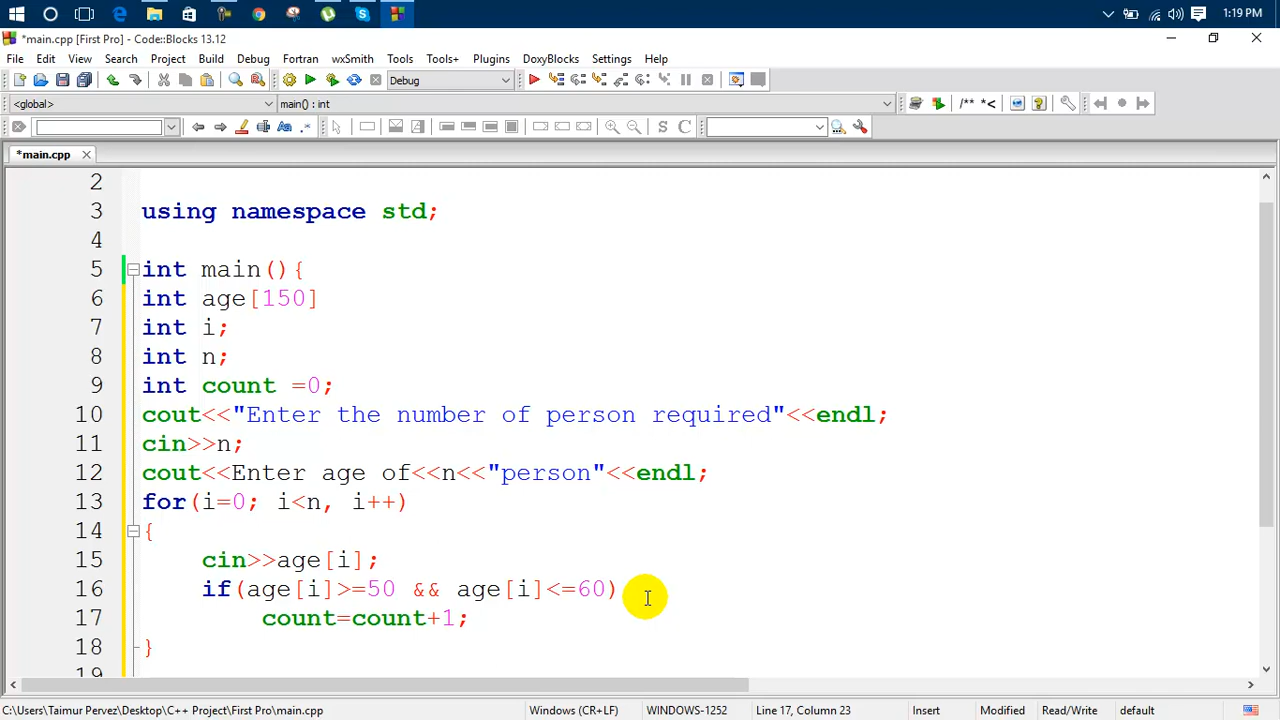 1:19 PM
*main.cpp [First Pro] - Code::Blocks 13.12
File Edit View Search Project Build Debug Fortran wxSmith Tools Tools+ Plugins DoxyBlocks Settings Help
Debug
<global> main() : int /** *<
Aa .* S C
*main.cpp
2
3 using namespace std;
4
5 int main(){
6 int age[150]
7 int i;
8 int n;
9 int count =0;
10 cout<<"Enter the number of person required"<<endl;
11 cin>>n;
12 cout<<Enter age of<<n<<"person"<<endl;
13 for(i=0; i<n, i++)
14 {
15 cin>>age[i];
16 if(age[i]>=50 && age[i]<=60)
17 count=count+1;
18 }
19
C:\Users\Taimur Pervez\Desktop\C++ Project\First Pro\main.cpp Windows (CR+LF) WINDOWS-1252 Line 17, Column 23 Insert Modified Read/Write default